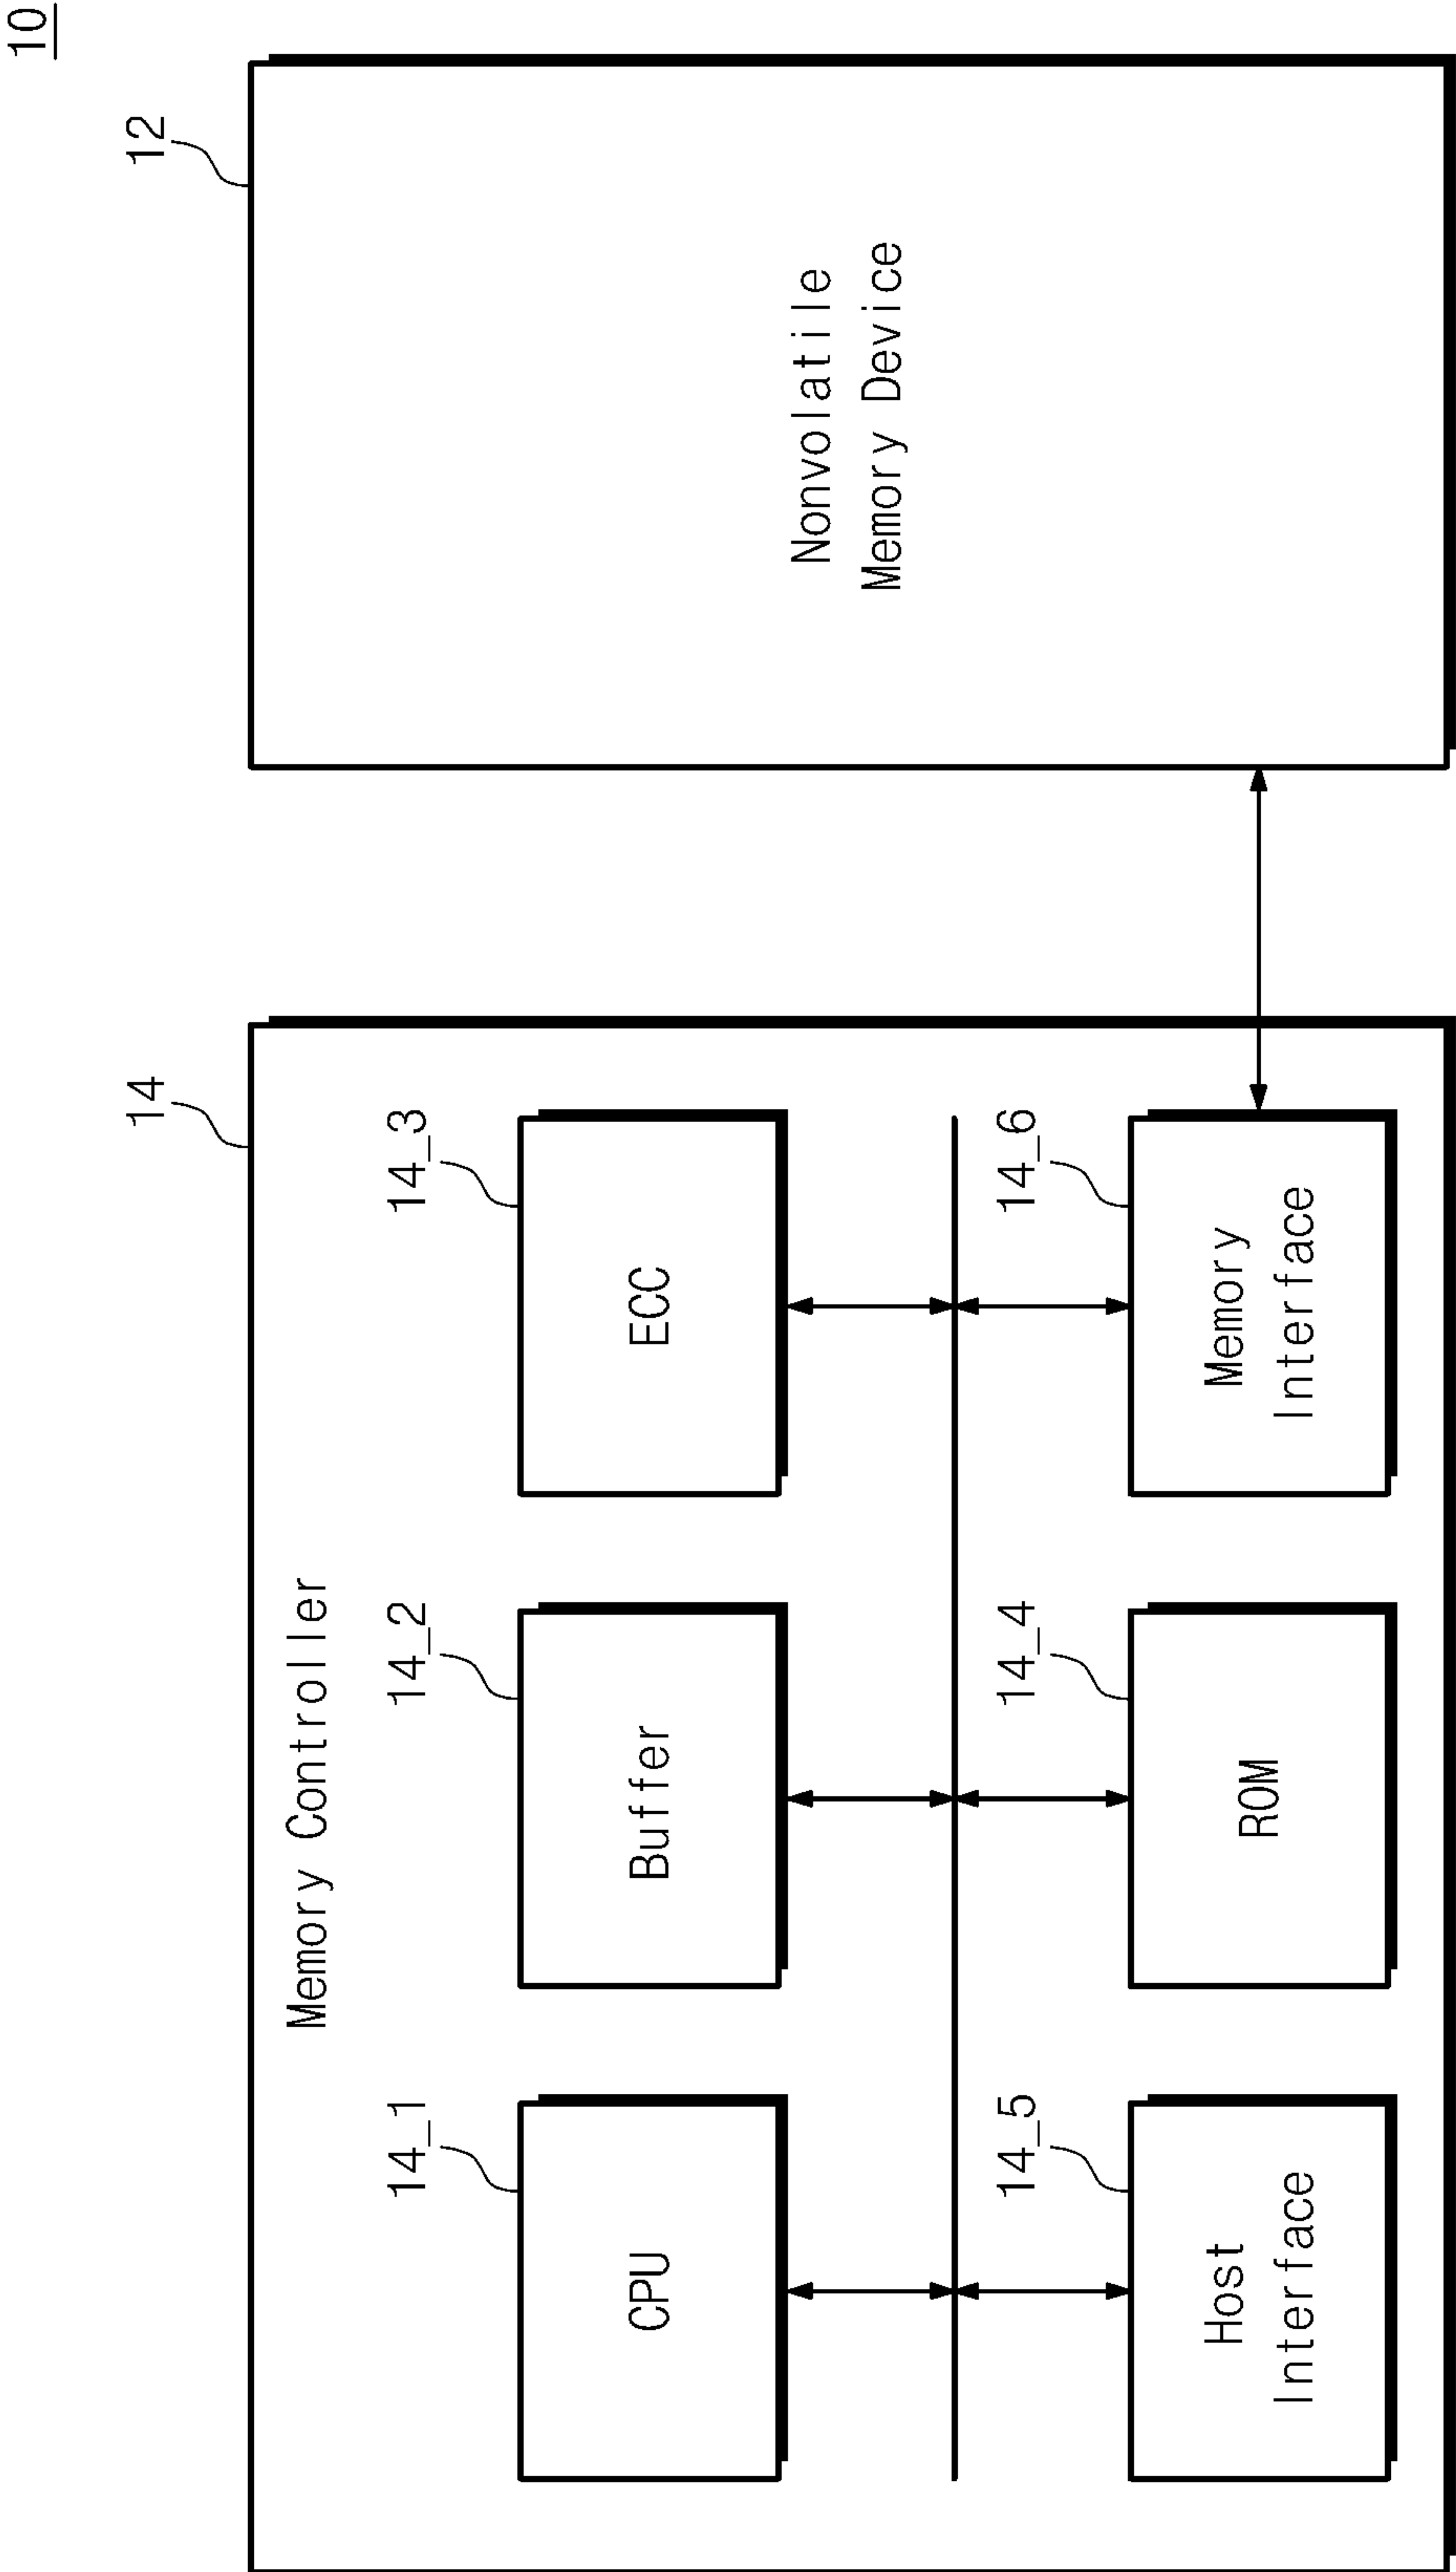 10
14
12
Memory Controller
14_1
14_2
14_3
CPU
Buffer
ECC
Nonvolatile
Memory Device
14_5
14_4
14_6
Host
Interface
ROM
Memory
Interface